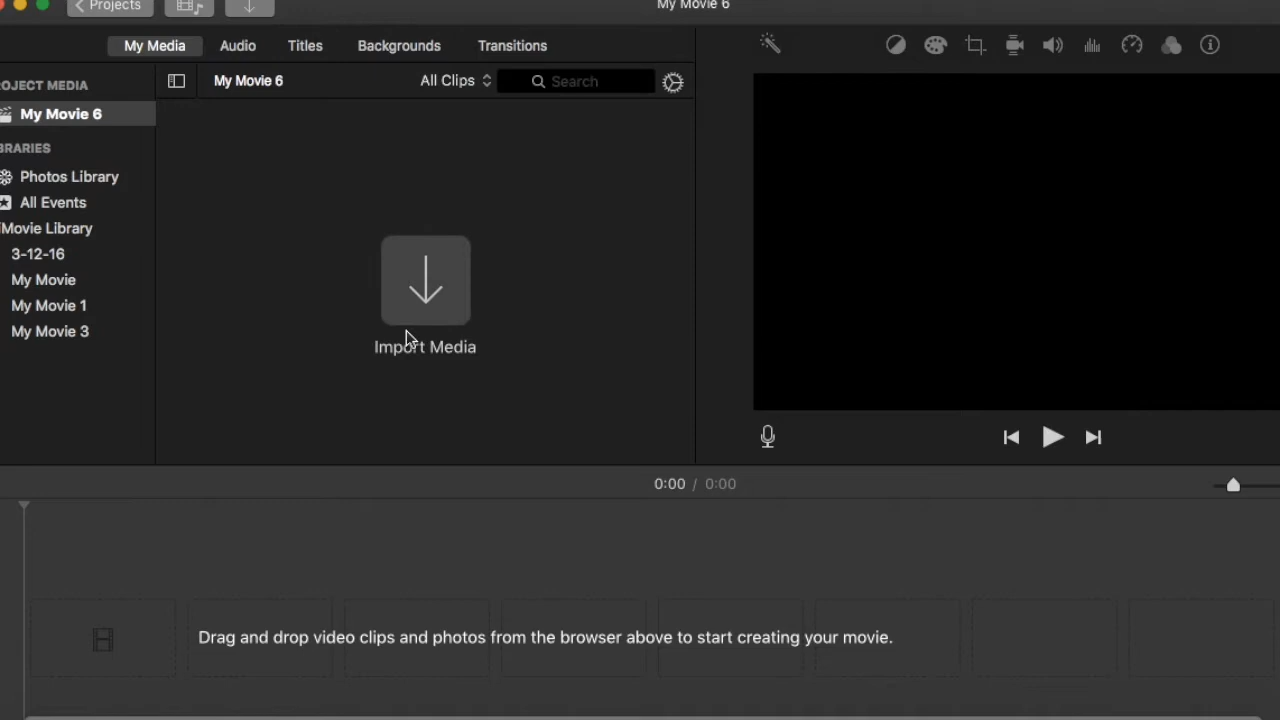 Projects
My Movie 6
My Media Audio Titles Backgrounds Transitions
OJECT MEDIA
My Movie 6 All Clips Search
My Movie 6
BRARIES
Photos Library
All Events
Movie Library
3-12-16
My Movie
My Movie 1
My Movie 3
Import Media
0:00 / 0:00
Drag and drop video clips and photos from the browser above to start creating your movie.